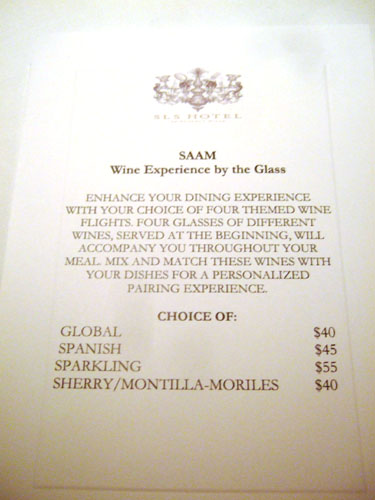 SLS HOTEL
SAAM
Wine Experience by the Glass
ENHANCE YOUR DINING EXPERIENCE
WITH YOUR CHOICE OF FOUR THEMED WINE
FLIGHTS. FOUR GLASSES OF DIFFERENT
WINES, SERVED AT THE BEGINNING, WILL
ACCOMPANY YOU THROUGHOUT YOUR
MEAL. MIX AND MATCH THESE WINES WITH
YOUR DISHES FOR A PERSONALIZED
PAIRING EXPERIENCE.
CHOICE OF:
GLOBAL $40
SPANISH $45
SPARKLING $55
SHERRY/MONTILLA-MORILES $40